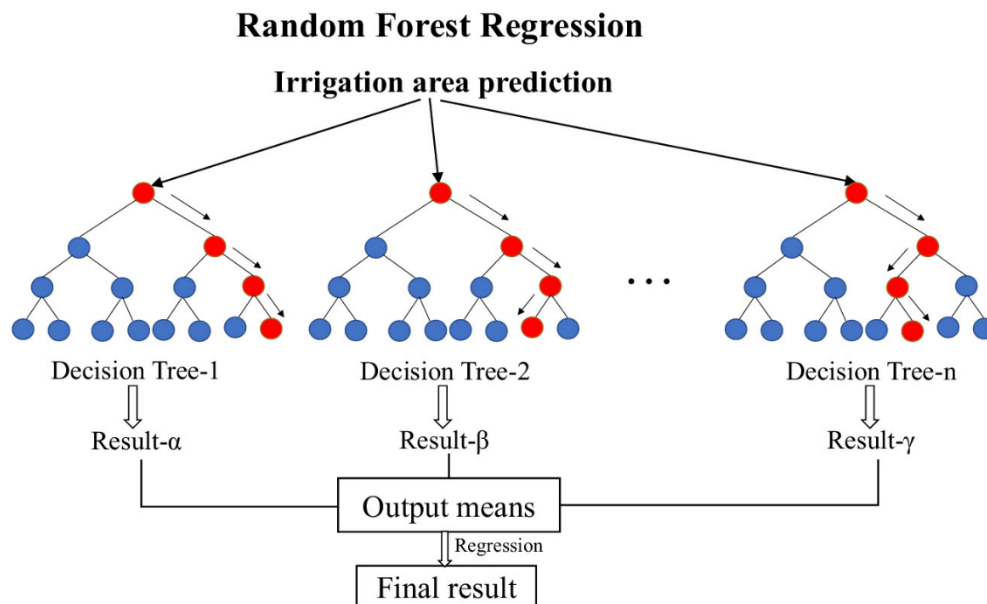 Random Forest Regression
Irrigation area prediction
...
Decision Tree-1
Decision Tree-2
Decision Tree-n
Result-α
Result-β
Result-γ
Output means
Regression
Final result